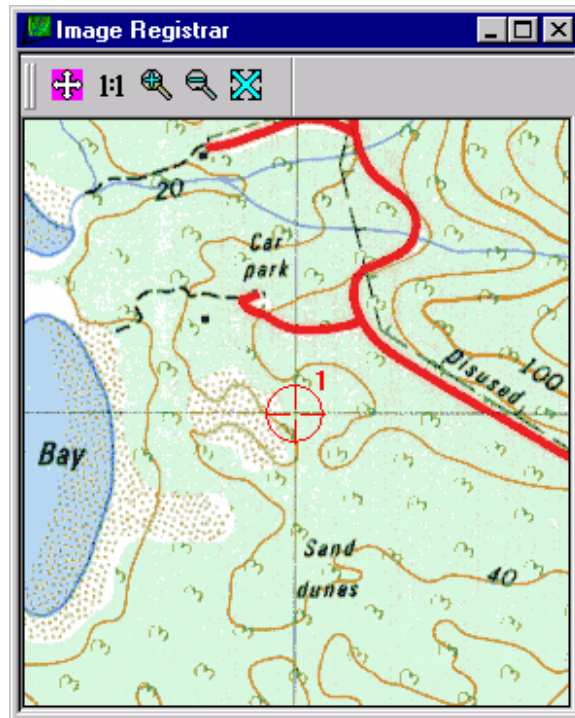 Image Registrar
1:1
20
Car
park
1
Disused
100
Bay
Sand
dunes
40